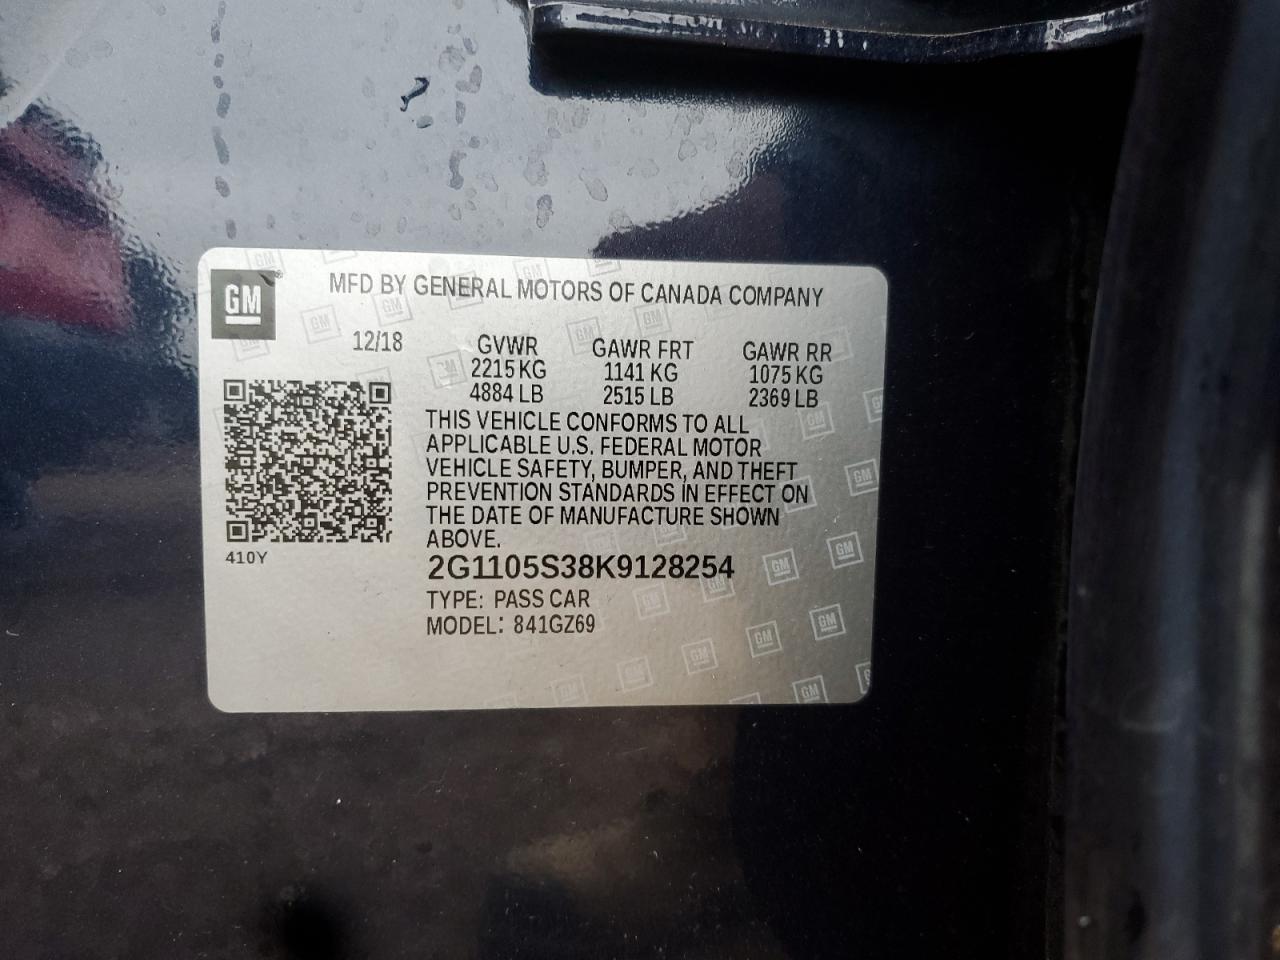 GM
MFD BY GENERAL MOTORS OF CANADA COMPANY
12/18
GVWR GAWR FRT GAWR RR
2215 KG 1141 KG 1075 KG
4884 LB 2515 LB 2369 LB
THIS VEHICLE CONFORMS TO ALL
APPLICABLE U.S. FEDERAL MOTOR
VEHICLE SAFETY, BUMPER, AND THEFT
PREVENTION STANDARDS IN EFFECT ON
THE DATE OF MANUFACTURE SHOWN
ABOVE.
410Y
2G1105S38K9128254
TYPE: PASS CAR
MODEL: 841GZ69